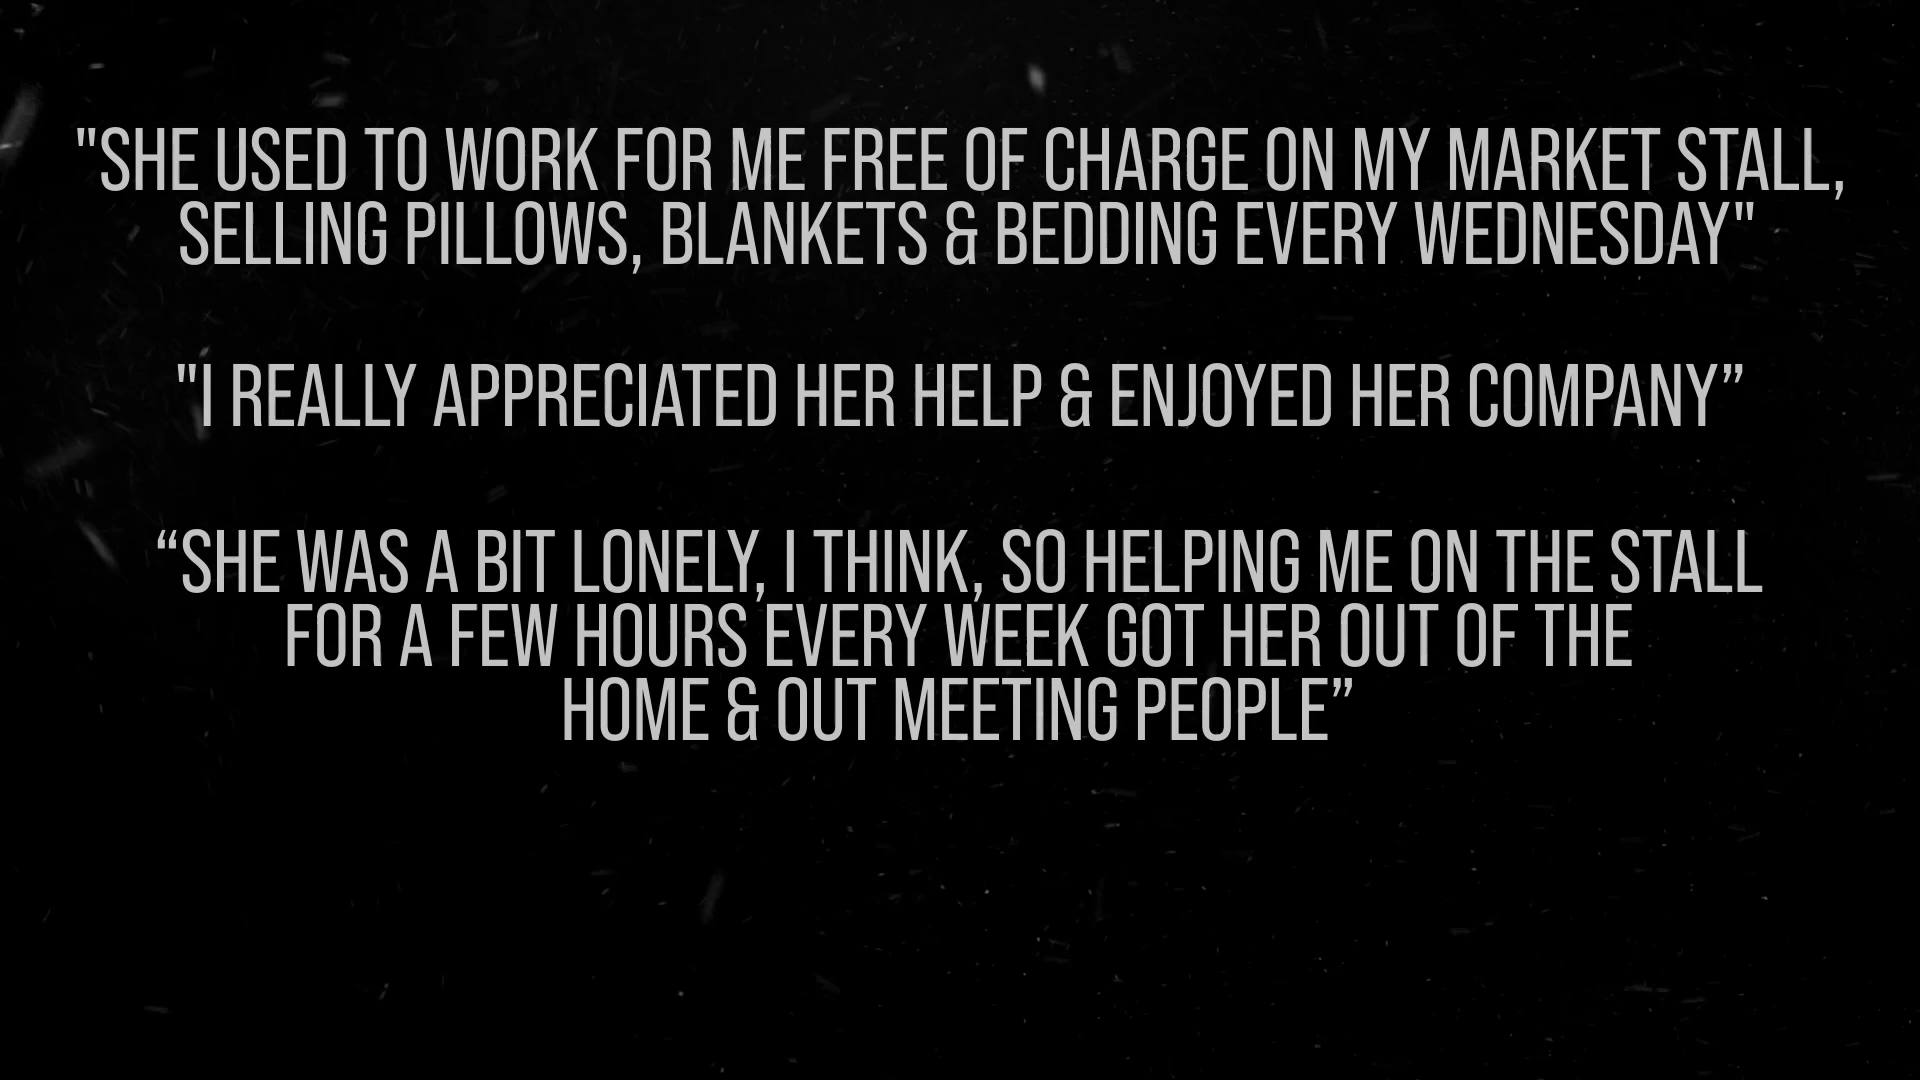 "SHE USED TO WORK FOR ME FREE OF CHARGE ON MY MARKET STALL,
SELLING PILLOWS, BLANKETS & BEDDING EVERY WEDNESDAY"
"I REALLY APPRECIATED HER HELP & ENJOYED HER COMPANY”
“SHE WAS A BIT LONELY, I THINK, SO HELPING ME ON THE STALL
FOR A FEW HOURS EVERY WEEK GOT HER OUT OF THE
HOME & OUT MEETING PEOPLE”